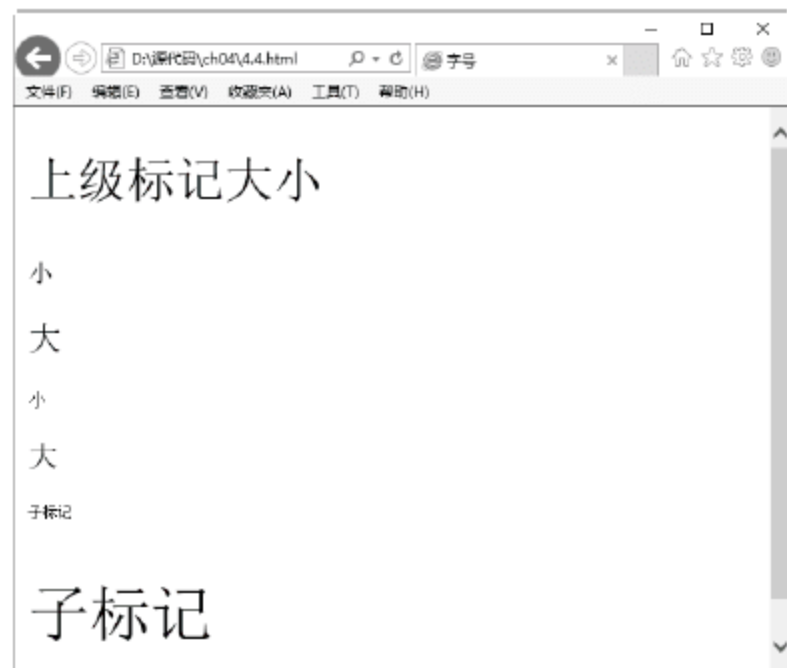 D:\源代码\ch04\4.4.html
字号
文件(F) 编辑(E) 查看(V) 收藏夹(A) 工具(T) 帮助(H)
上级标记大小
小
大
小
大
子标记
子标记